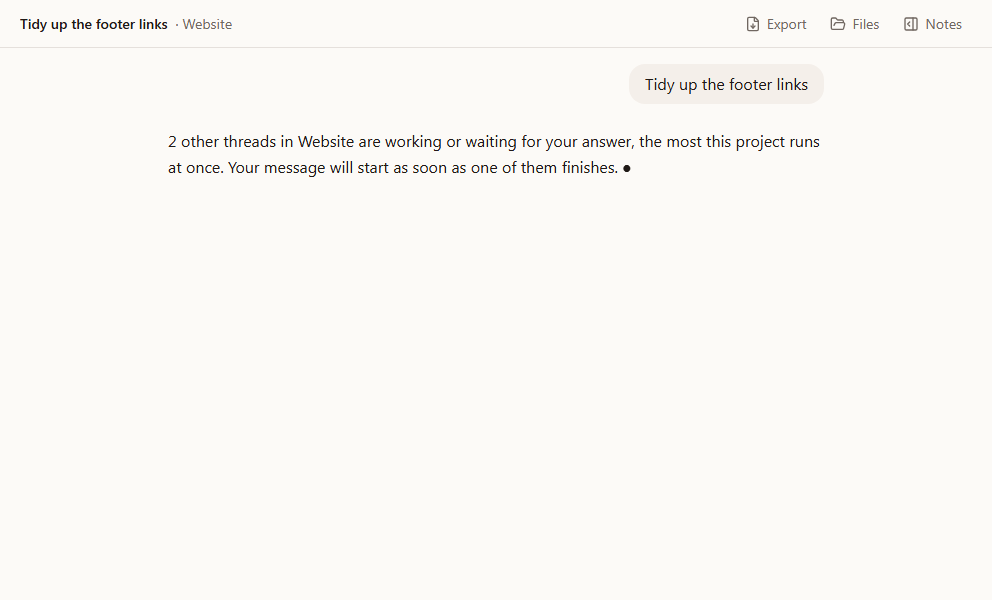 Tidy up the footer links · Website Export Files Notes
Tidy up the footer links
2 other threads in Website are working or waiting for your answer, the most this project runs
at once. Your message will start as soon as one of them finishes. ●